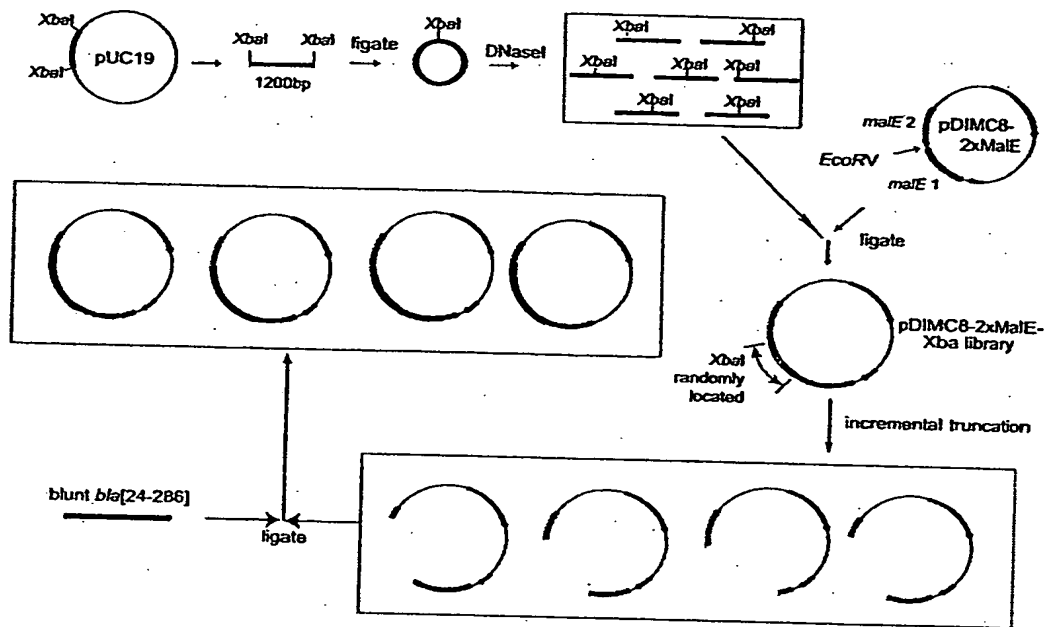 XbaI
XbaI
pUC19
XbaI XbaI
1200bp
ligate
XbaI
DNaseI
XbaI XbaI
XbaI XbaI XbaI
XbaI XbaI
malE 2
pDIMC8-
2xMalE
EcoRV
malE 1
ligate
pDIMC8-2xMalE-
Xba library
XbaI
randomly
located
incremental truncation
blunt bla[24-286]
ligate